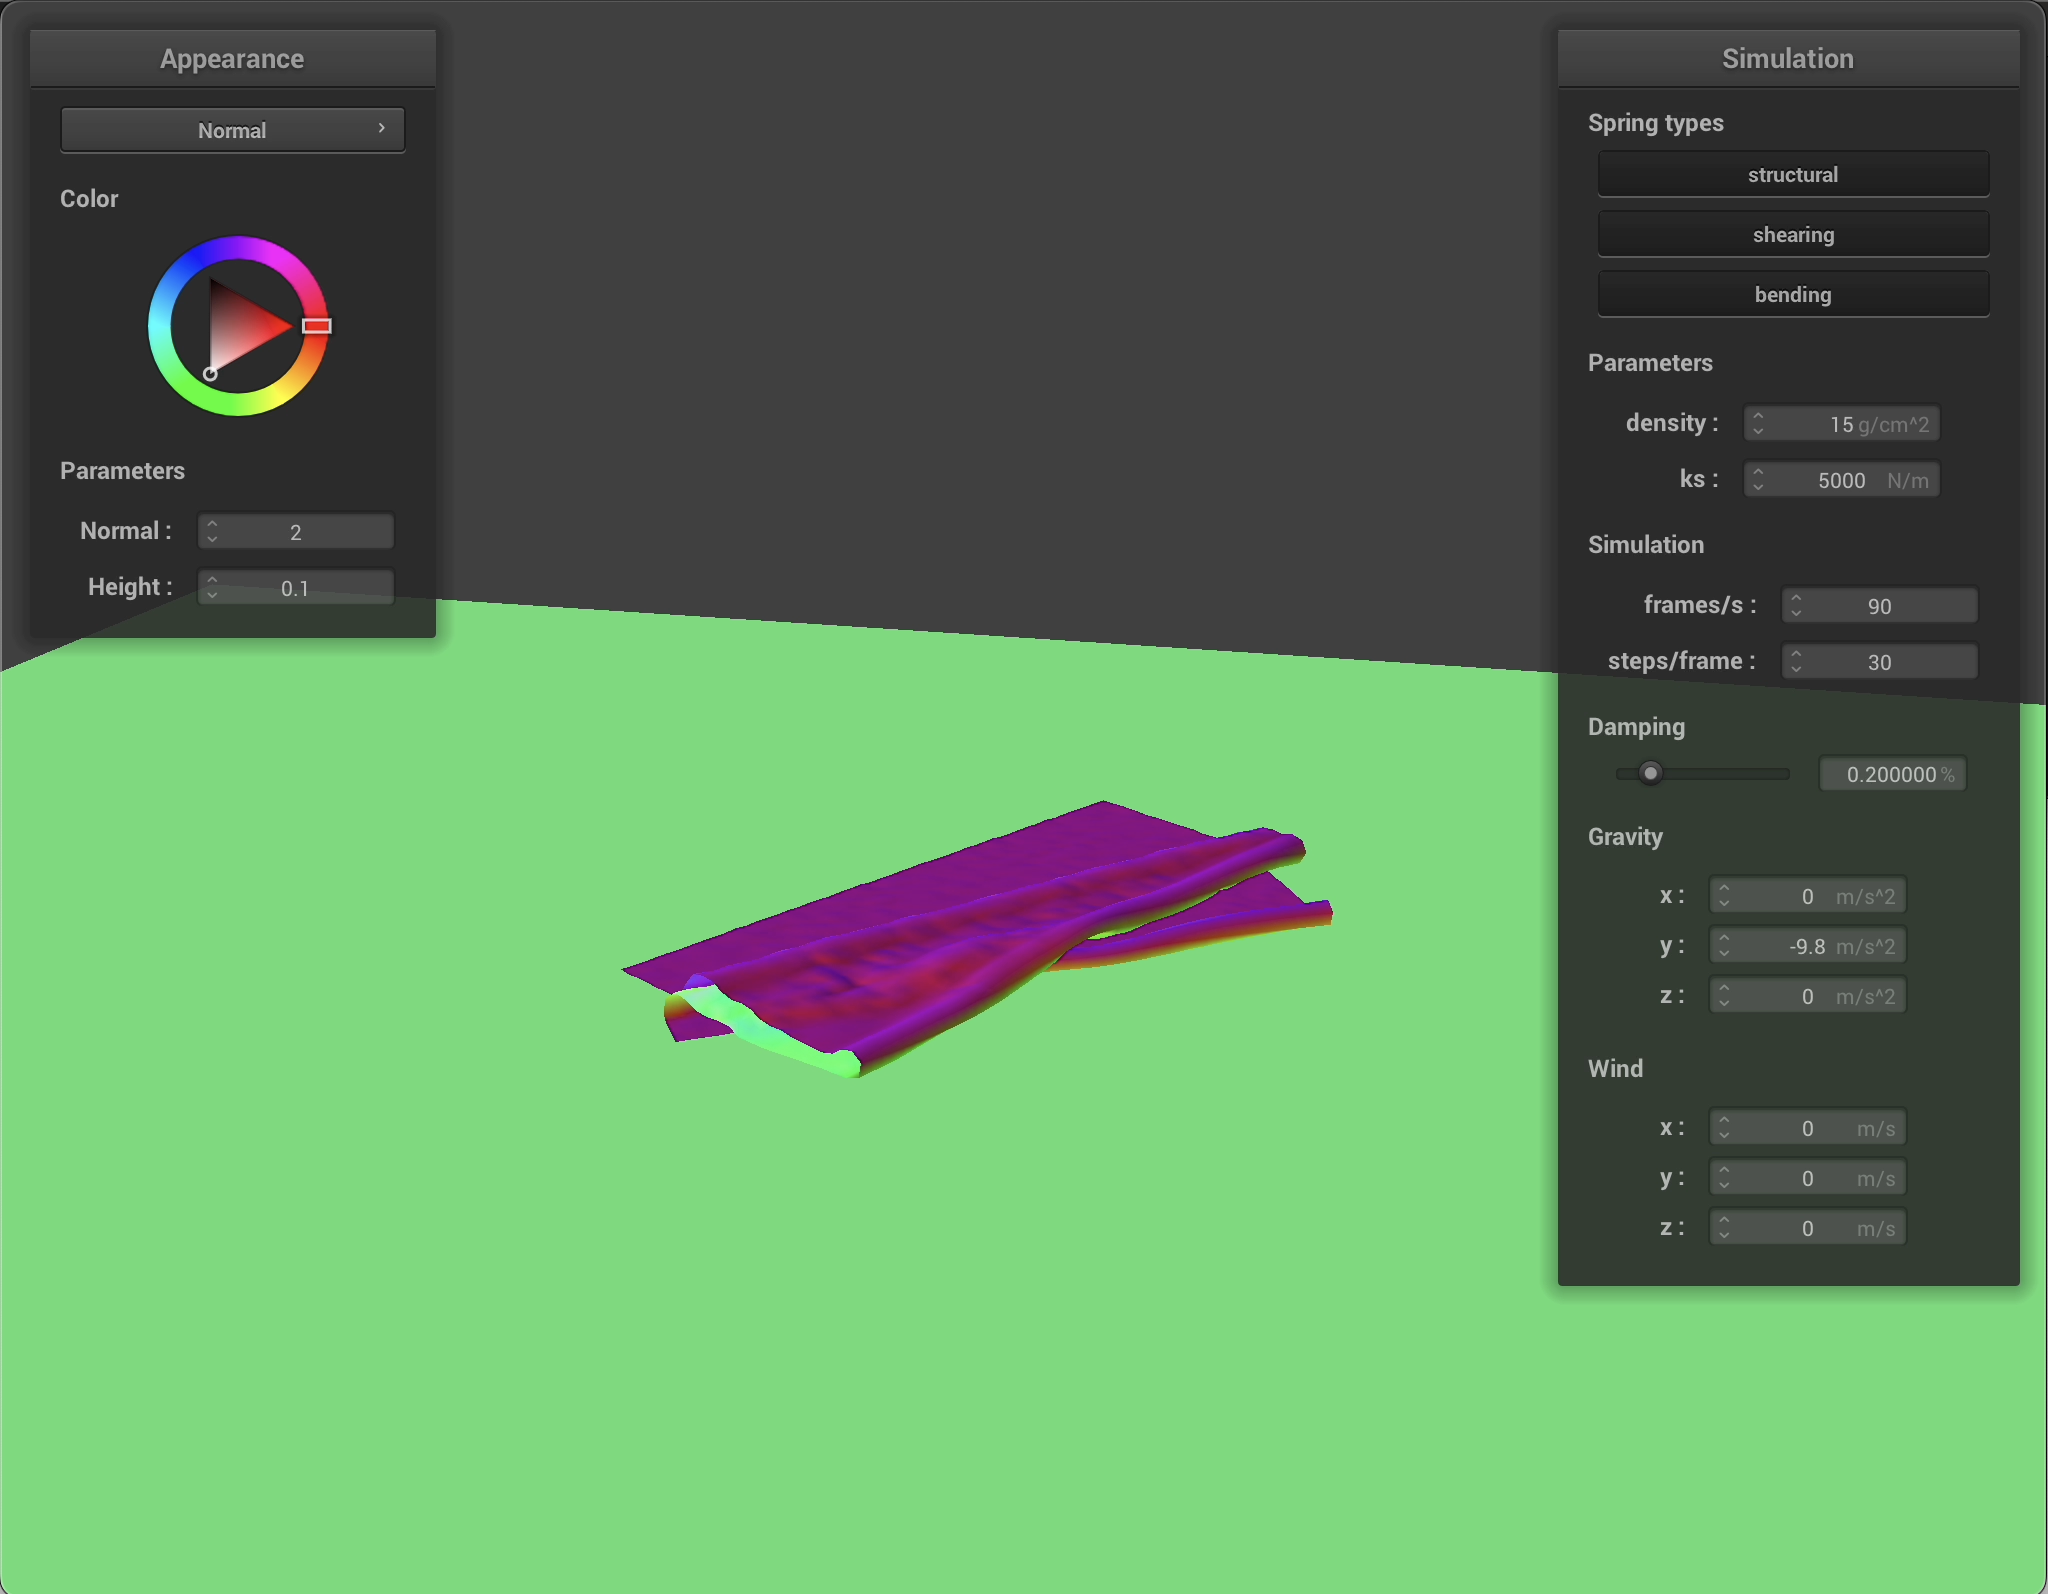 Appearance
Normal
Color
Parameters
Normal : 2
Height : 0.1
Simulation
Spring types
structural
shearing
bending
Parameters
density : 15 g/cm^2
ks : 5000 N/m
Simulation
frames/s : 90
steps/frame : 30
Damping
0.200000 %
Gravity
x : 0 m/s^2
y : -9.8 m/s^2
z : 0 m/s^2
Wind
x : 0 m/s
y : 0 m/s
z : 0 m/s